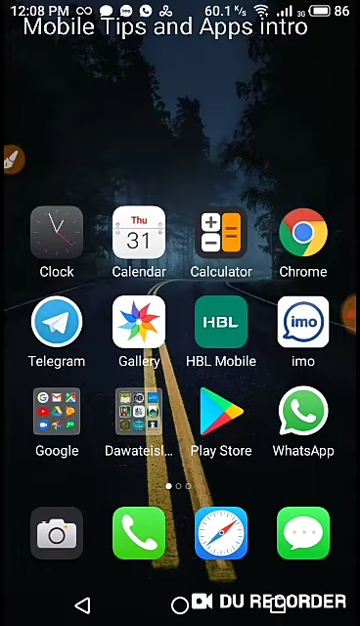 12:08 PM 60.1 K/s 3G 86
Mobile Tips and Apps intro
Thu
31
Clock Calendar Calculator Chrome
HBL imo
Telegram Gallery HBL Mobile imo
Google Dawateisl... Play Store WhatsApp
DU RECORDER